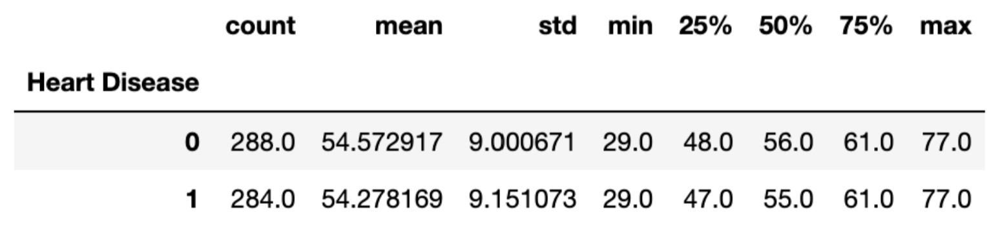 count mean std min 25% 50% 75% max
Heart Disease
0 288.0 54.572917 9.000671 29.0 48.0 56.0 61.0 77.0
1 284.0 54.278169 9.151073 29.0 47.0 55.0 61.0 77.0